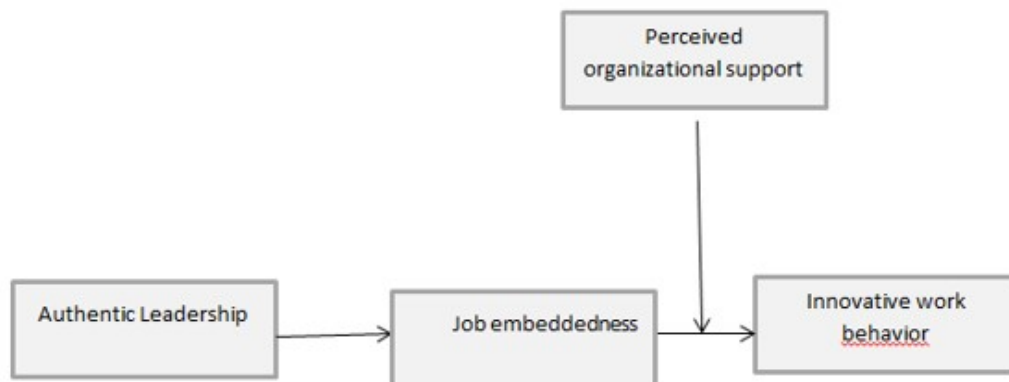 Perceived
organizational support
Authentic Leadership
Job embeddedness
Innovative work
behavior